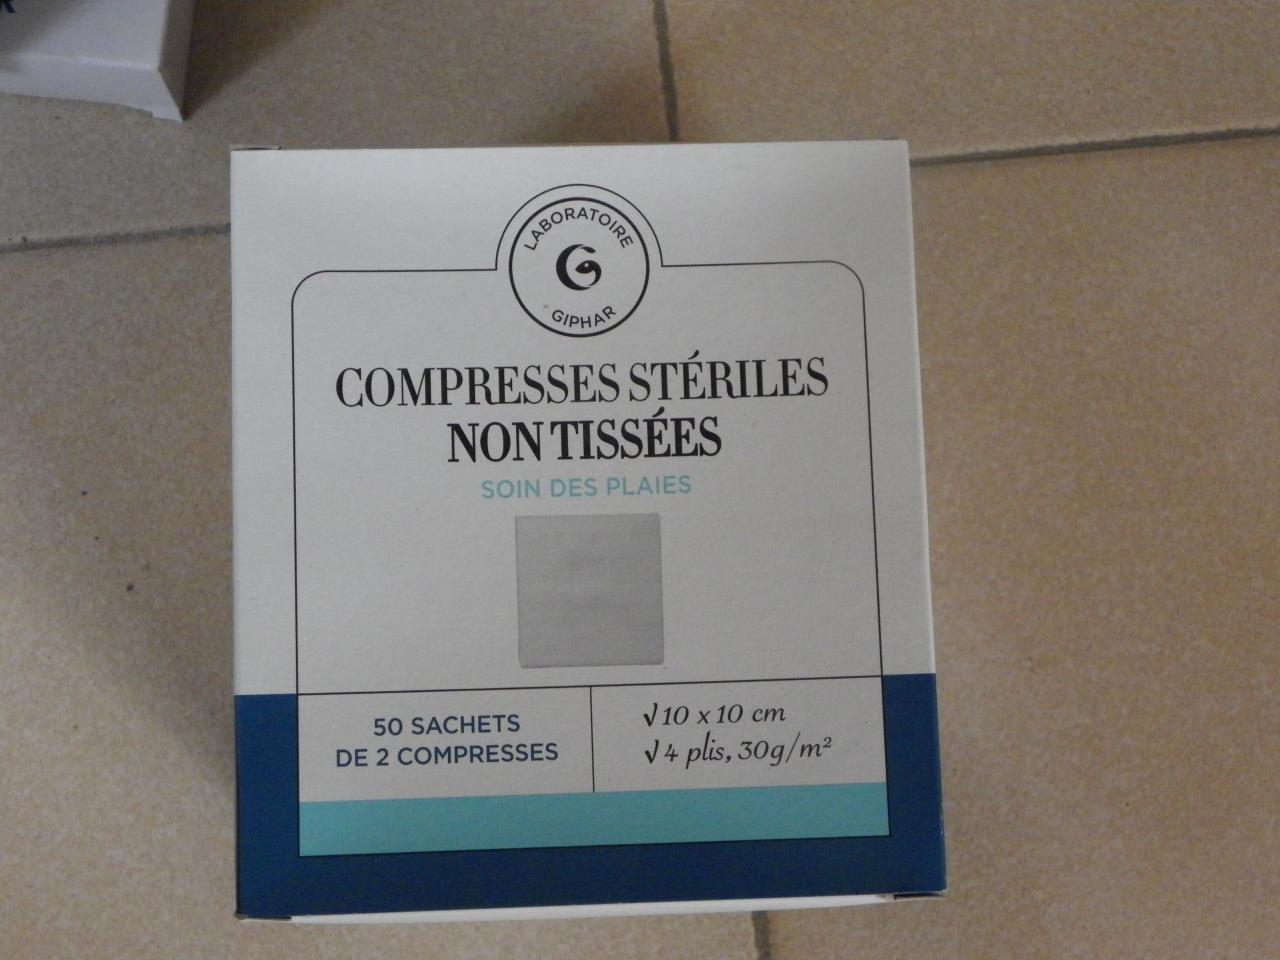 LABORATOIRE
GIPHAR
COMPRESSES STÉRILES
NON TISSÉES
SOIN DES PLAIES
50 SACHETS
DE 2 COMPRESSES
√ 10 x 10 cm
√ 4 plis, 30g/m²